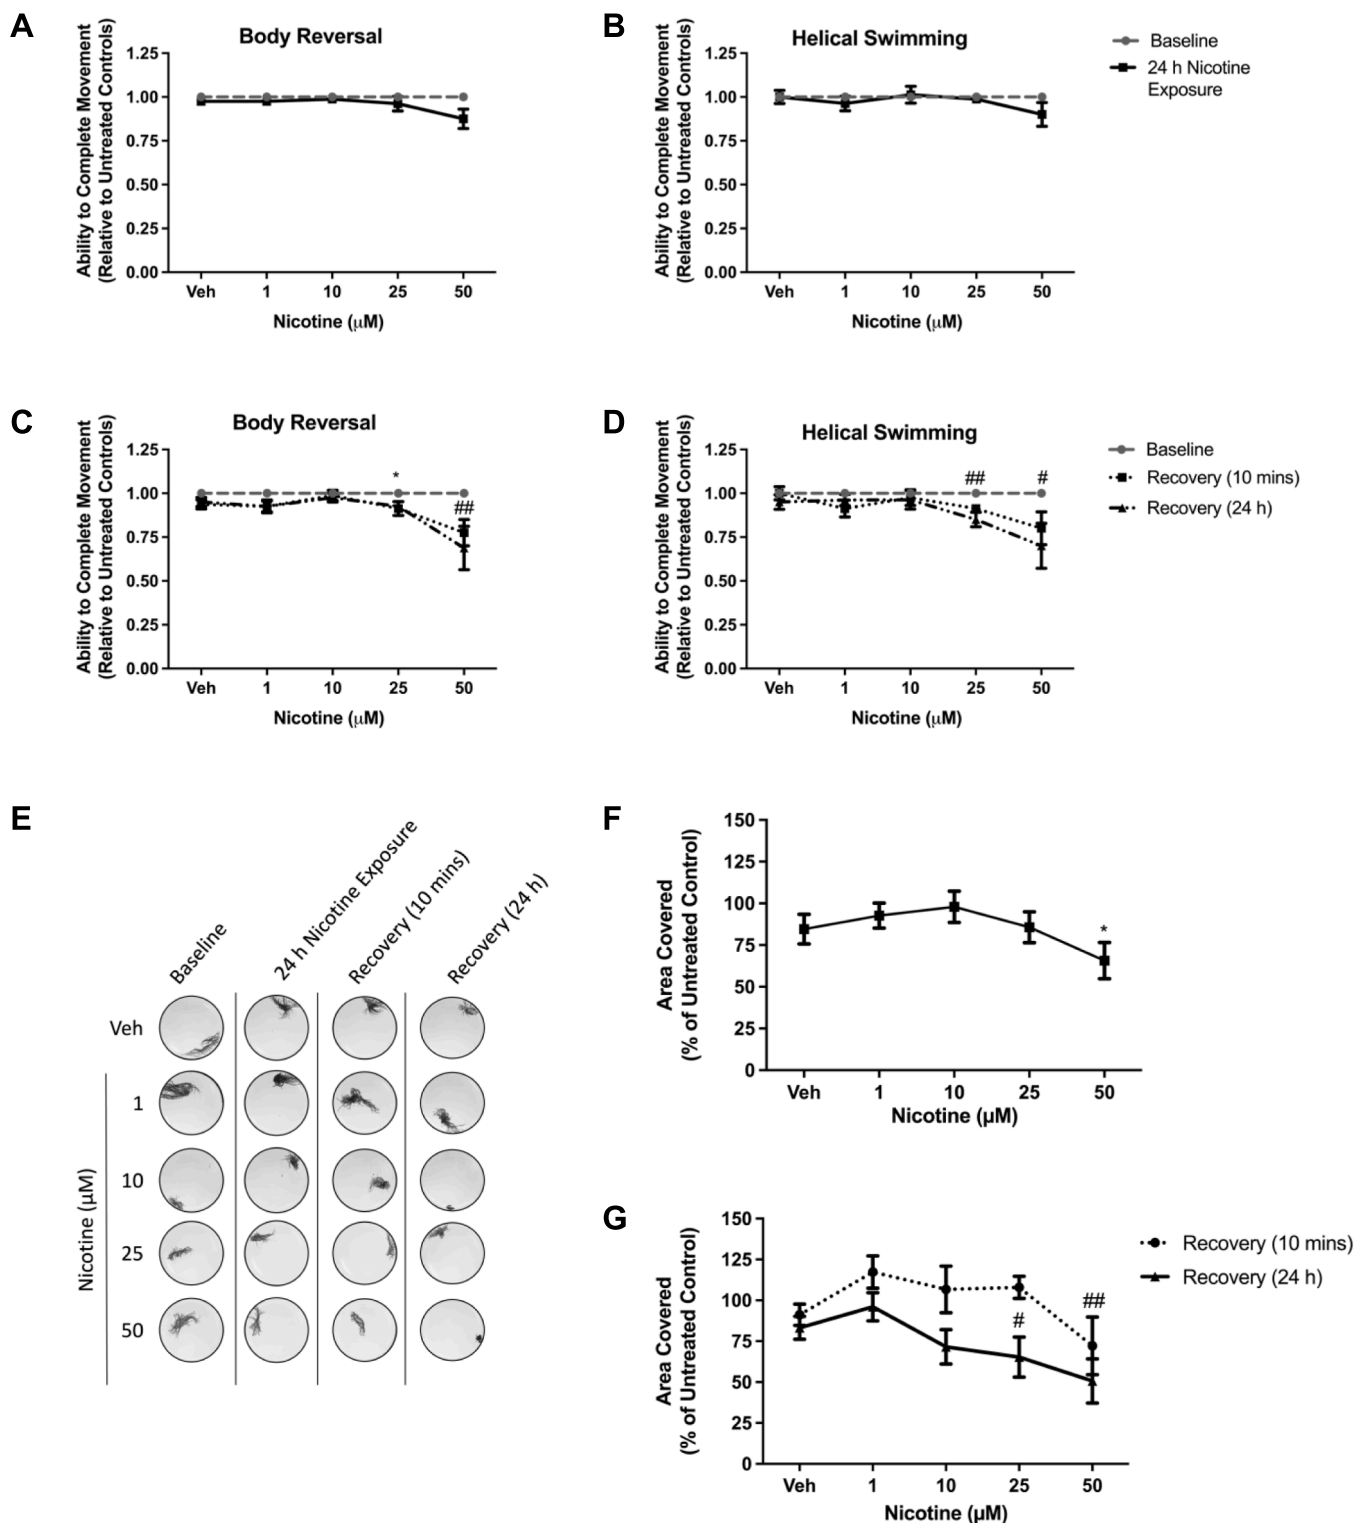 A
Body Reversal
Ability to Complete Movement
(Relative to Untreated Controls)
1.25
1.00
0.75
0.50
0.25
0.00
Veh 1 10 25 50
Nicotine (μM)
B
Helical Swimming
Ability to Complete Movement
(Relative to Untreated Controls)
1.25
1.00
0.75
0.50
0.25
0.00
Veh 1 10 25 50
Nicotine (μM)
Baseline
24 h Nicotine
Exposure
C
Body Reversal
Ability to Complete Movement
(Relative to Untreated Controls)
1.25
1.00
0.75
0.50
0.25
0.00
*
##
Veh 1 10 25 50
Nicotine (μM)
D
Helical Swimming
Ability to Complete Movement
(Relative to Untreated Controls)
1.25
1.00
0.75
0.50
0.25
0.00
## #
Veh 1 10 25 50
Nicotine (μM)
Baseline
Recovery (10 mins)
Recovery (24 h)
E
Baseline
24 h Nicotine Exposure
Recovery (10 mins)
Recovery (24 h)
Veh
1
10
25
50
Nicotine (μM)
F
Area Covered
(% of Untreated Control)
150
125
100
75
50
25
0
*
Veh 1 10 25 50
Nicotine (μM)
G
Area Covered
(% of Untreated Control)
150
125
100
75
50
25
0
#
##
Veh 1 10 25 50
Nicotine (μM)
Recovery (10 mins)
Recovery (24 h)